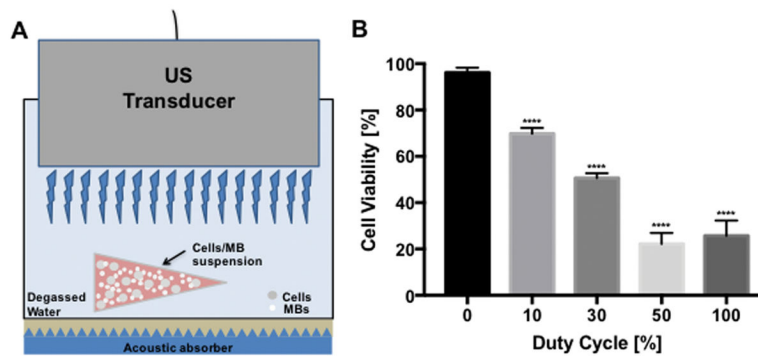 A
US
Transducer
Cells/MB
suspension
Cells
MBs
Degassed
Water
Acoustic absorber
B
Cell Viability [%]
100
80
60
40
20
0
****
****
****
****
0 10 30 50 100
Duty Cycle [%]